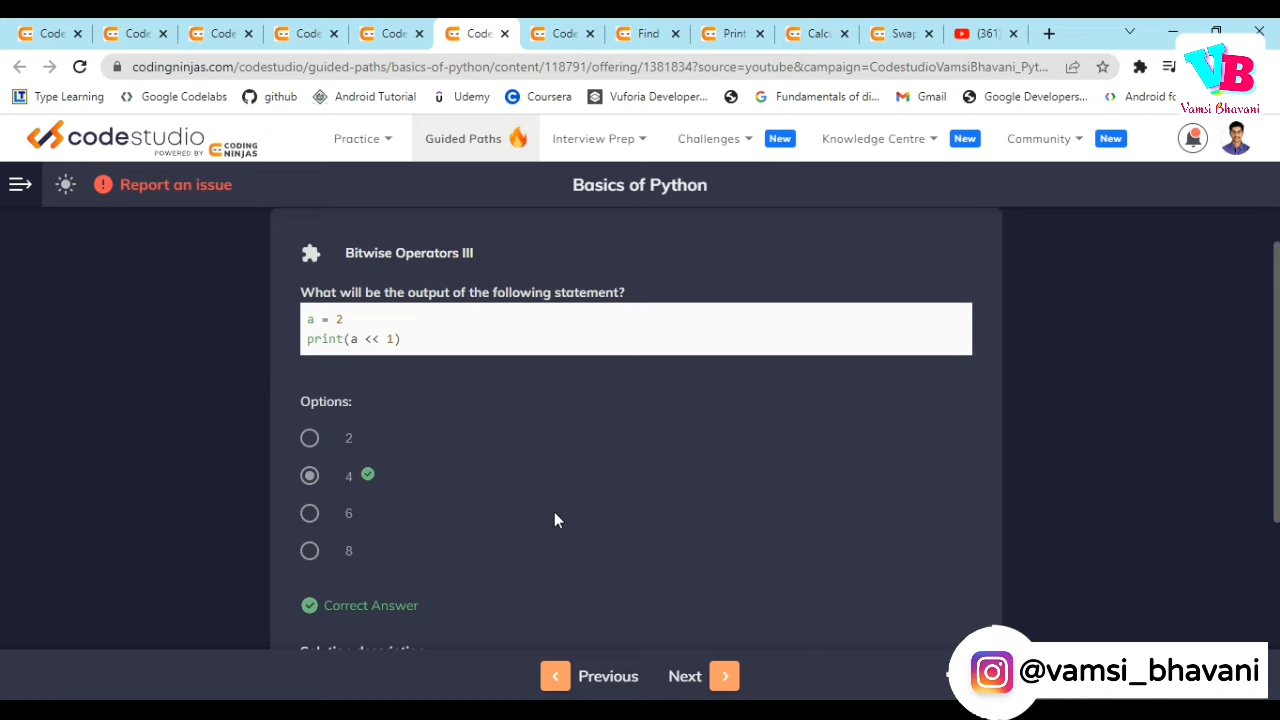 Code
Code
Code
Code
Code
Code
Code
Find
Print
Calcu
Swap
(361)
codingninjas.com/codestudio/guided-paths/basics-of-python/content/118791/offering/1381834?source=youtube&campaign=CodestudioVamsiBhavani_Pyt...
VB
Vamsi Bhavani
Type Learning
Google Codelabs
github
Android Tutorial
Udemy
Coursera
Vuforia Developer...
Fundamentals of di...
Gmail
Google Developers...
Android fo
codestudio
POWERED BY CODING NINJAS
Practice
Guided Paths
Interview Prep
Challenges New
Knowledge Centre New
Community New
Report an issue
Basics of Python
Bitwise Operators III
What will be the output of the following statement?
a = 2
print(a << 1)
Options:
2
4
6
8
Correct Answer
Solution description
Previous Next
@vamsi_bhavani